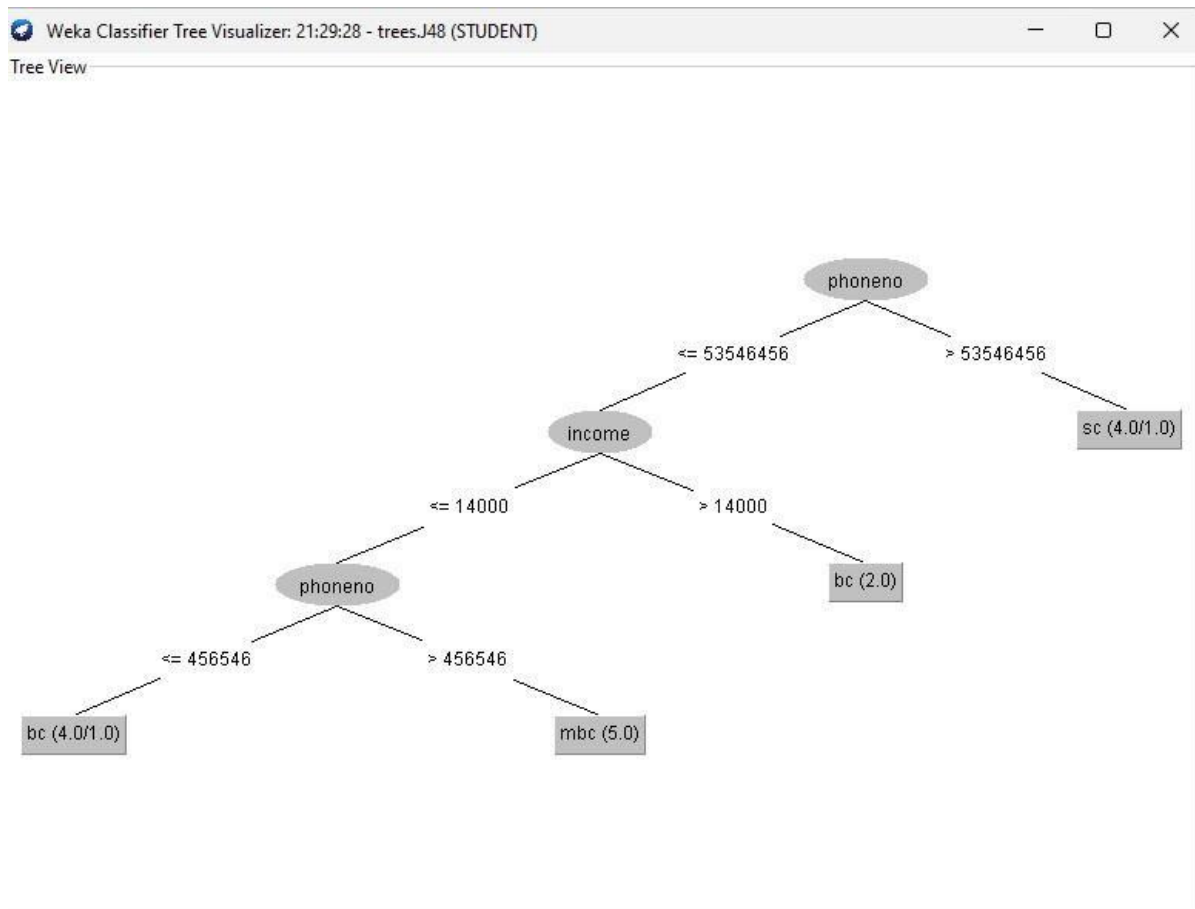 Weka Classifier Tree Visualizer: 21:29:28 - trees.J48 (STUDENT)
Tree View
phoneno
<= 53546456
> 53546456
income
sc (4.0/1.0)
<= 14000
> 14000
phoneno
bc (2.0)
<= 456546
> 456546
bc (4.0/1.0)
mbc (5.0)